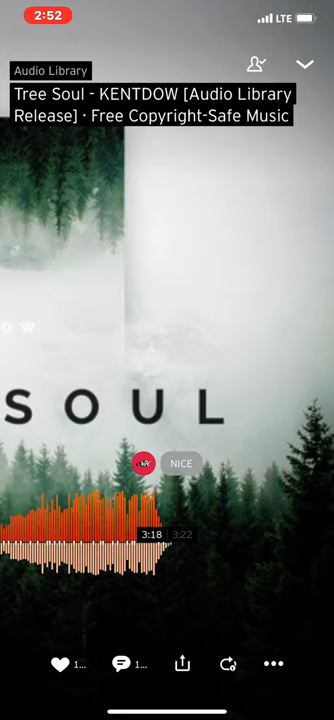 2:52
LTE
Audio Library
Tree Soul - KENTDOW [Audio Library
Release] · Free Copyright-Safe Music
O W
SOUL
NICE
3:18 3:22
1... 1...